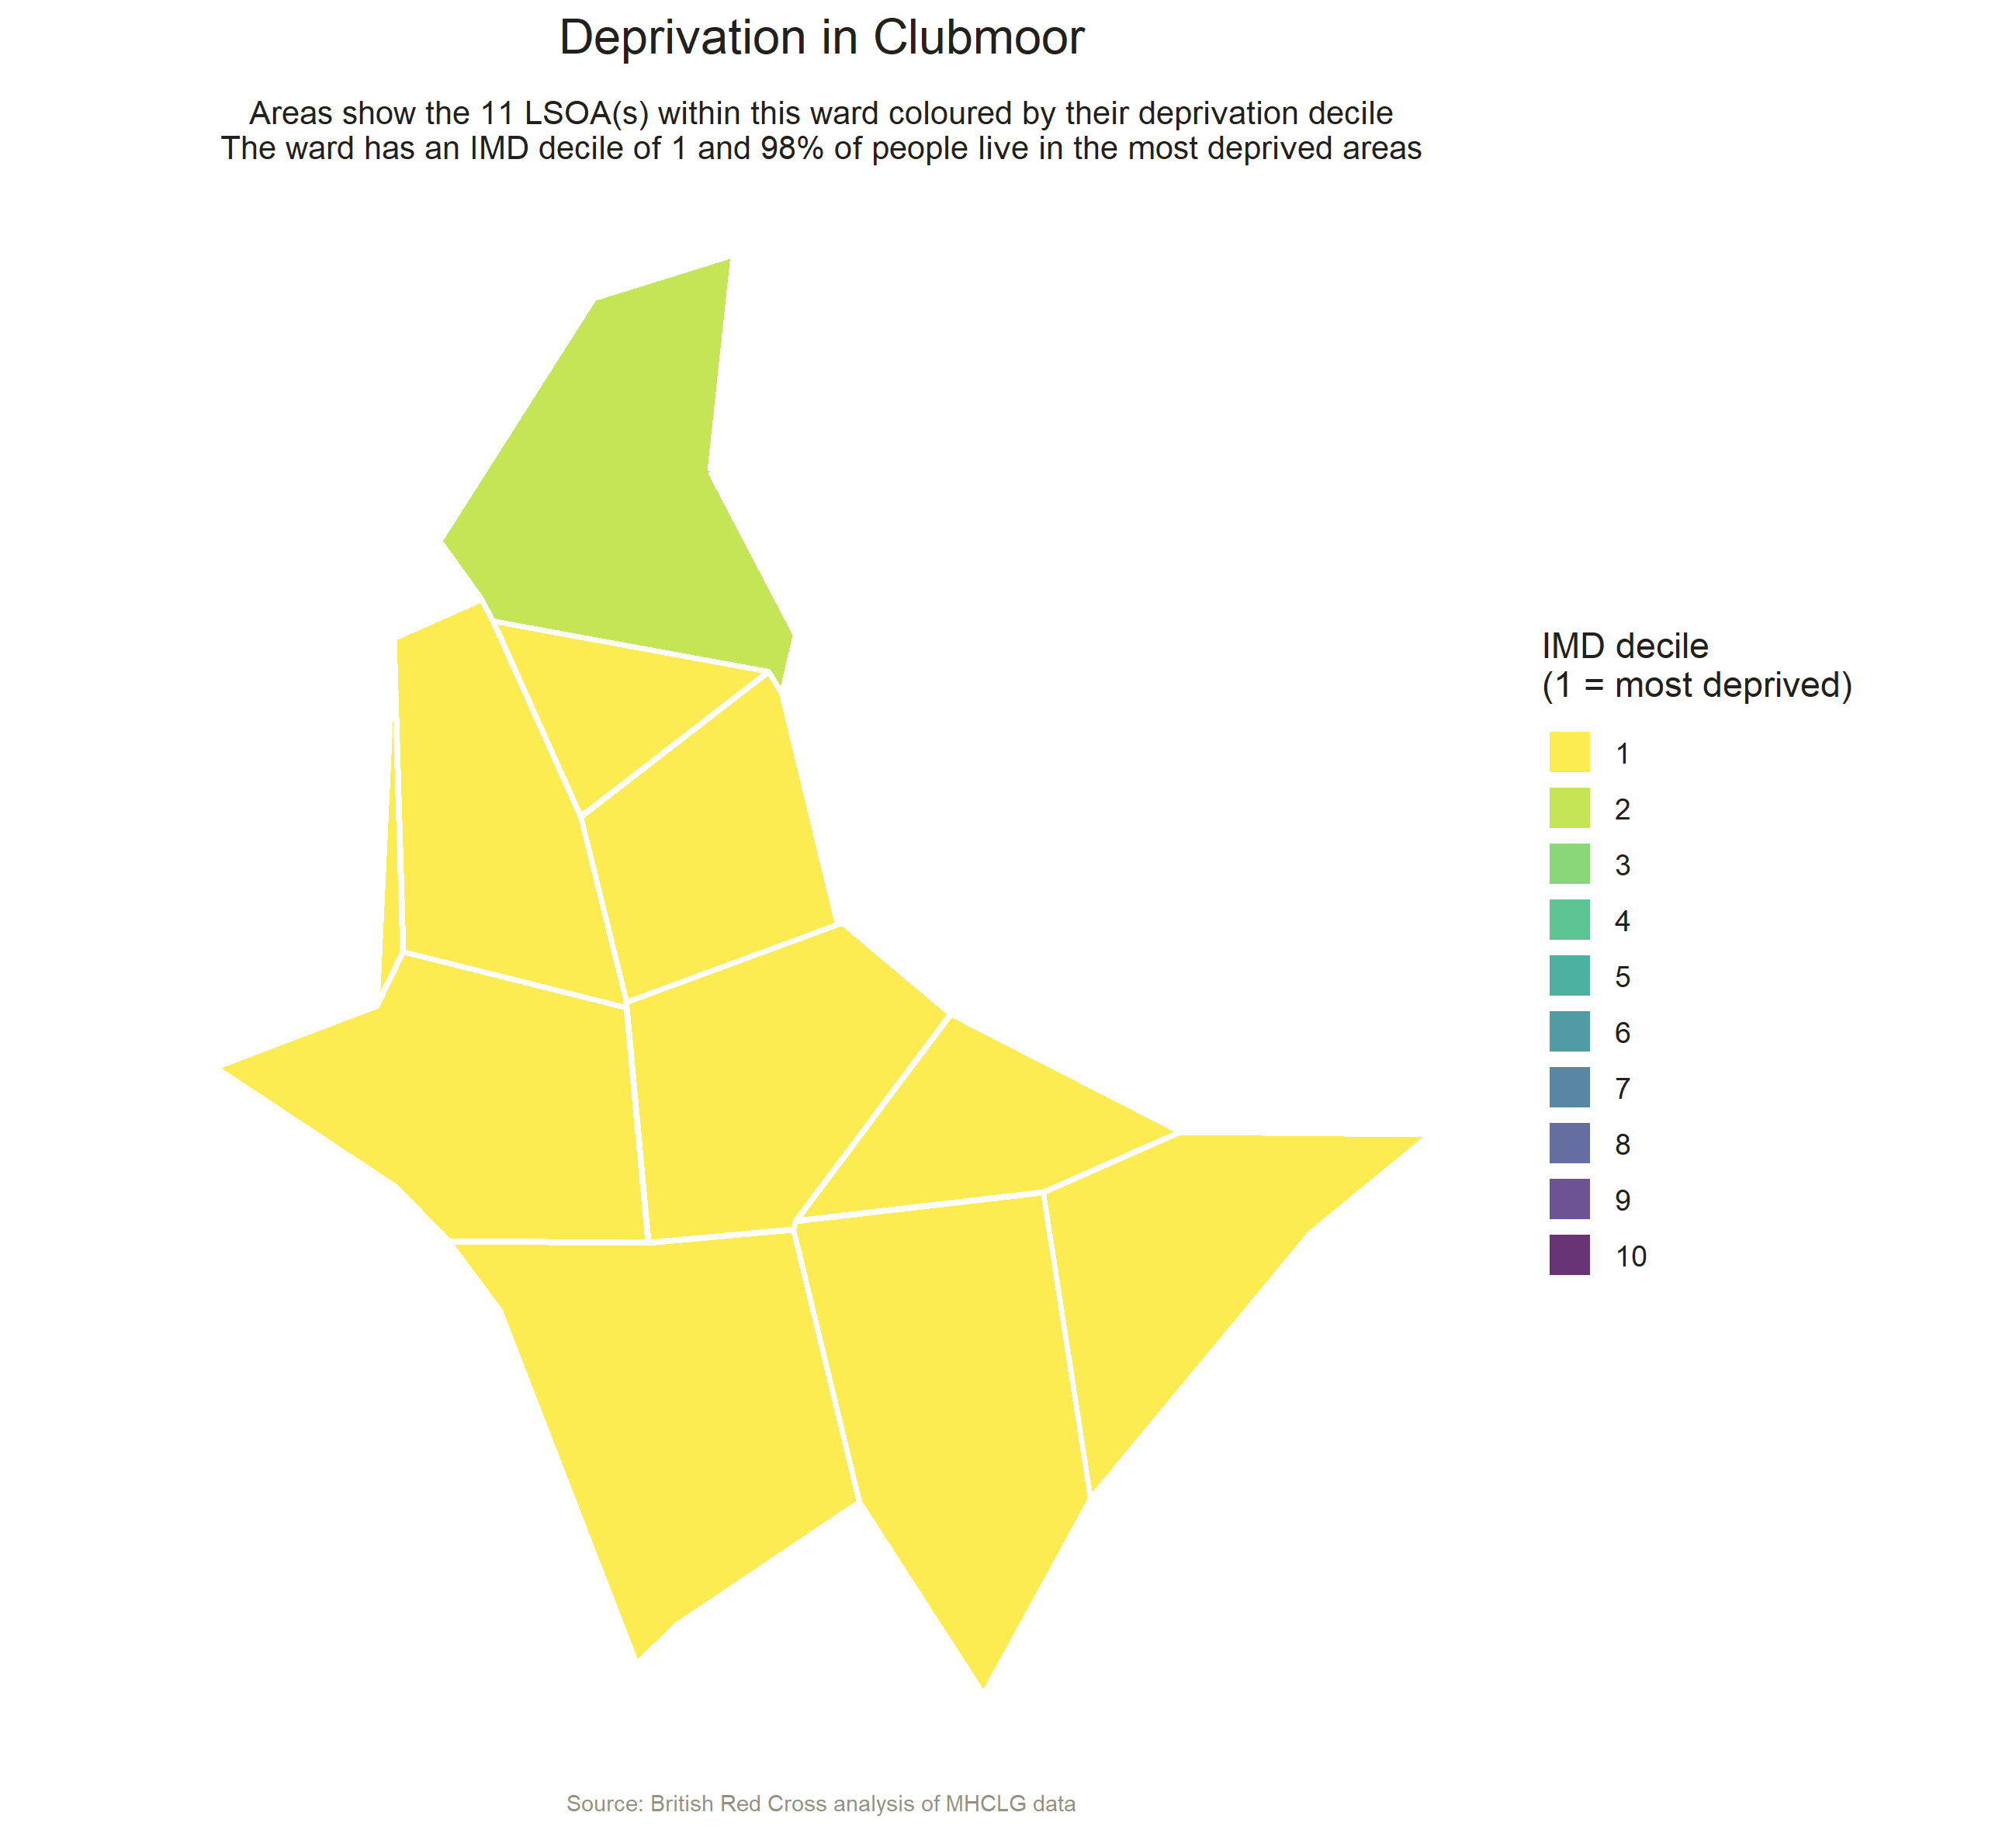 Deprivation in Clubmoor
Areas show the 11 LSOA(s) within this ward coloured by their deprivation decile
The ward has an IMD decile of 1 and 98% of people live in the most deprived areas
IMD decile
(1 = most deprived)
1
2
3
4
5
6
7
8
9
10
Source: British Red Cross analysis of MHCLG data